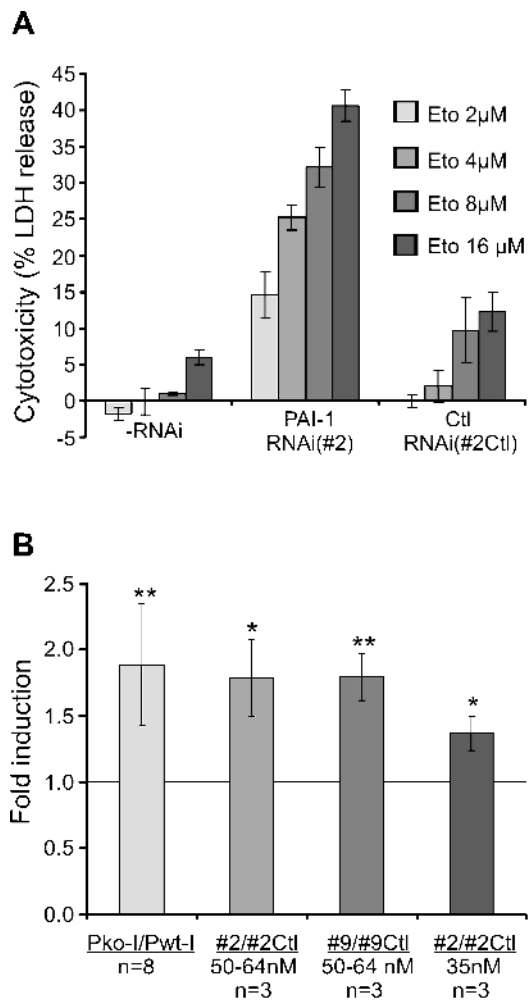 A
Cytotoxicity (% LDH release)
45
40
35
30
25
20
15
10
5
0
-5
Eto 2µM
Eto 4µM
Eto 8µM
Eto 16 µM
-RNAi
PAI-1
RNAi(#2)
Ctl
RNAi(#2Ctl)
B
Fold induction
2.5
2.0
1.5
1.0
0.5
0.0
**
*
**
*
Pko-I/Pwt-I
n=8
#2/#2Ctl
50-64nM
n=3
#9/#9Ctl
50-64 nM
n=3
#2/#2Ctl
35nM
n=3